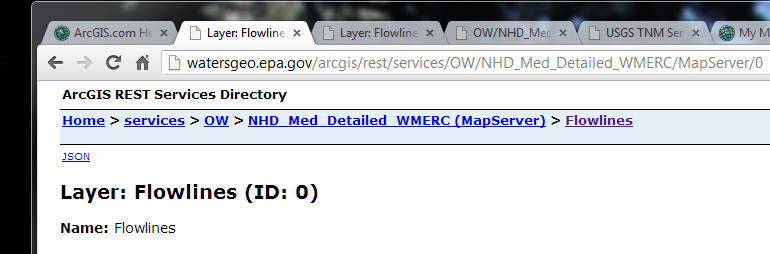 ArcGIS.com He
Layer: Flowline
Layer: Flowline
OW/NHD_Med
USGS TNM Ser
My M
watersgeo.epa.gov/arcgis/rest/services/OW/NHD_Med_Detailed_WMERC/MapServer/0
ArcGIS REST Services Directory
Home > services > OW > NHD_Med_Detailed_WMERC (MapServer) > Flowlines
JSON
Layer: Flowlines (ID: 0)
Name: Flowlines